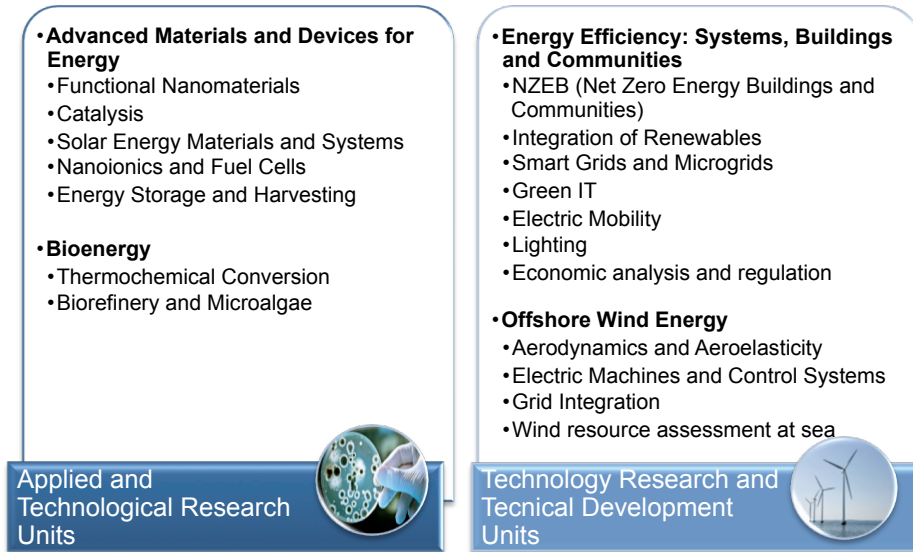 •Advanced Materials and Devices for
Energy
•Functional Nanomaterials
•Catalysis
•Solar Energy Materials and Systems
•Nanoionics and Fuel Cells
•Energy Storage and Harvesting
•Bioenergy
•Thermochemical Conversion
•Biorefinery and Microalgae
Applied and
Technological Research
Units
•Energy Efficiency: Systems, Buildings
and Communities
•NZEB (Net Zero Energy Buildings and
Communities)
•Integration of Renewables
•Smart Grids and Microgrids
•Green IT
•Electric Mobility
•Lighting
•Economic analysis and regulation
•Offshore Wind Energy
•Aerodynamics and Aeroelasticity
•Electric Machines and Control Systems
•Grid Integration
•Wind resource assessment at sea
Technology Research and
Tecnical Development
Units